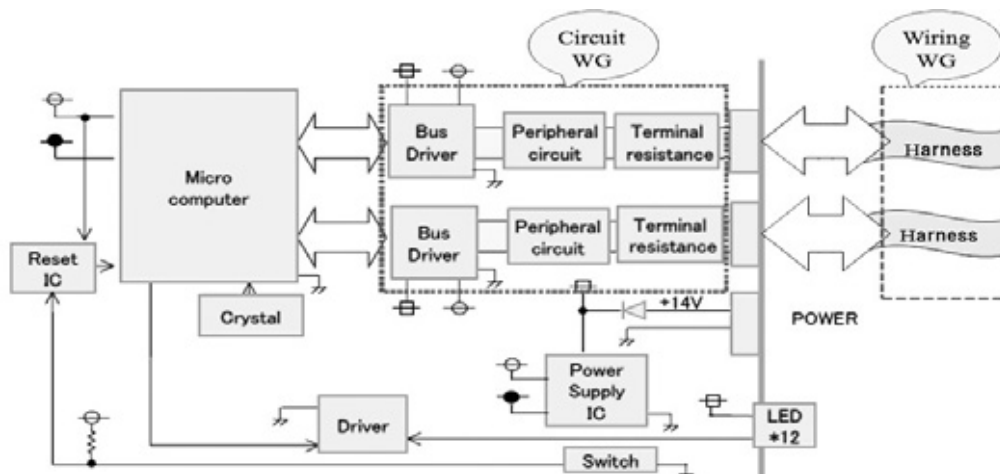 Circuit
WG
Wiring
WG
Micro
computer
Bus
Driver
Peripheral
circuit
Terminal
resistance
Harness
Bus
Driver
Peripheral
circuit
Terminal
resistance
Harness
Reset
IC
Crystal
+14V
POWER
Power
Supply
IC
Driver
LED
*12
Switch